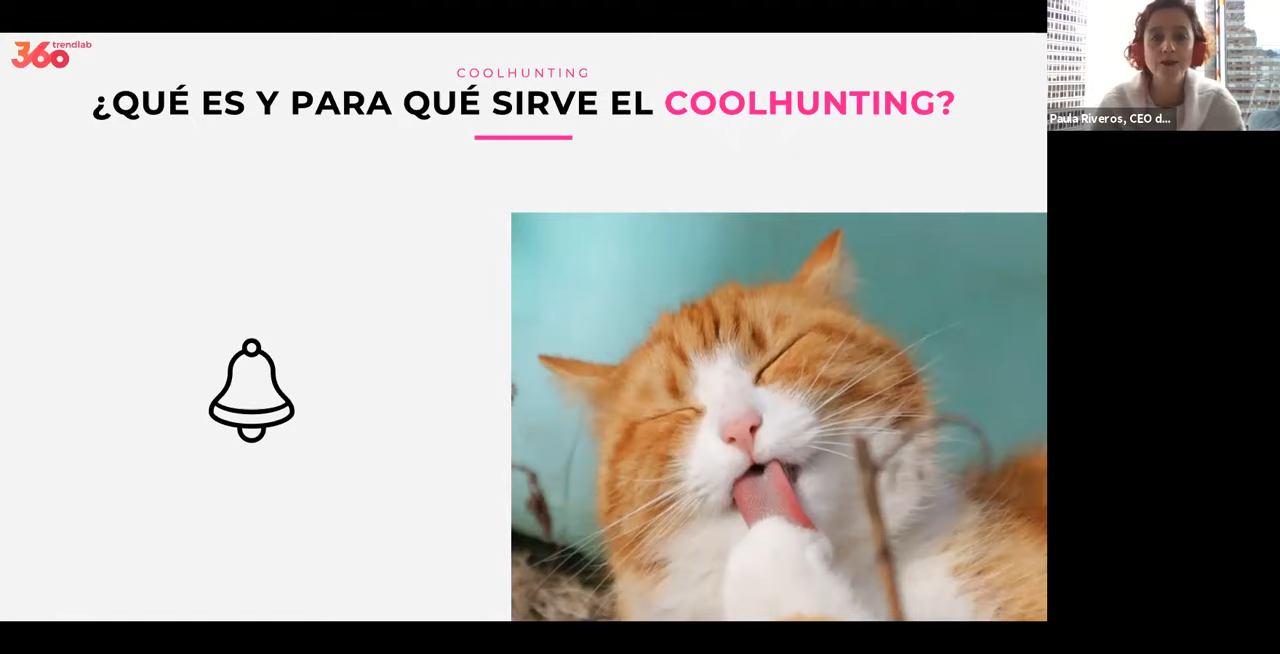 trendlab
360
COOLHUNTING
¿QUÉ ES Y PARA QUÉ SIRVE EL COOLHUNTING?
Paula Riveros, CEO d...